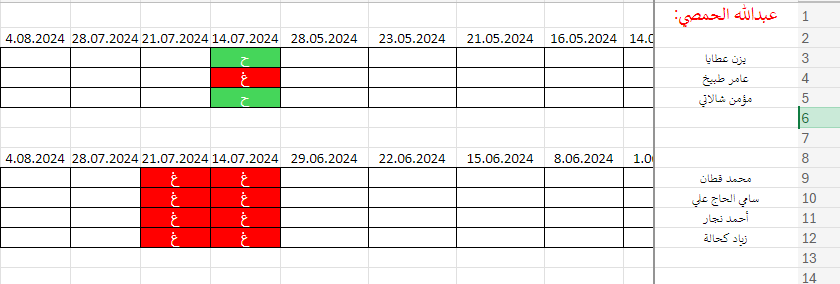 عبدالله الحمصي: 1
14.0 16.05.2024 21.05.2024 23.05.2024 28.05.2024 14.07.2024 21.07.2024 28.07.2024 4.08.2024 2
يزن عطايا ح 3
عامر طبيخ غ 4
مؤمن شالاتي ح 5
6
7
1.06 8.06.2024 15.06.2024 22.06.2024 29.06.2024 14.07.2024 21.07.2024 28.07.2024 4.08.2024 8
محمد قطان غ غ 9
سامي الحاج علي غ غ 10
أحمد نجار غ غ 11
زياد كحالة غ غ 12
13
14